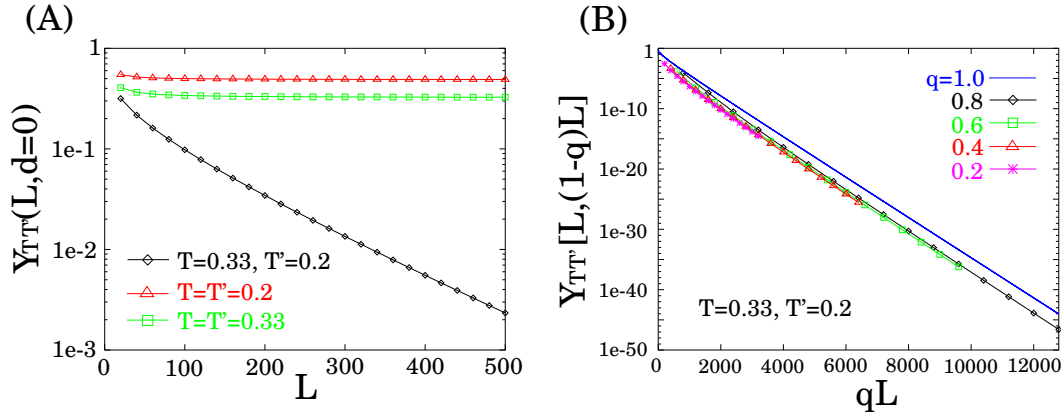 (A)
Y_TT'(L,d=0)
1
1e-1
1e-2
1e-3
T=0.33, T'=0.2
T=T'=0.2
T=T'=0.33
100
200
300
400
500
L
(B)
Y_TT' [L,(1-q)L]
1
1e-10
1e-20
1e-30
1e-40
1e-50
q=1.0
0.8
0.6
0.4
0.2
T=0.33, T'=0.2
0
2000
4000
6000
8000
10000
12000
qL